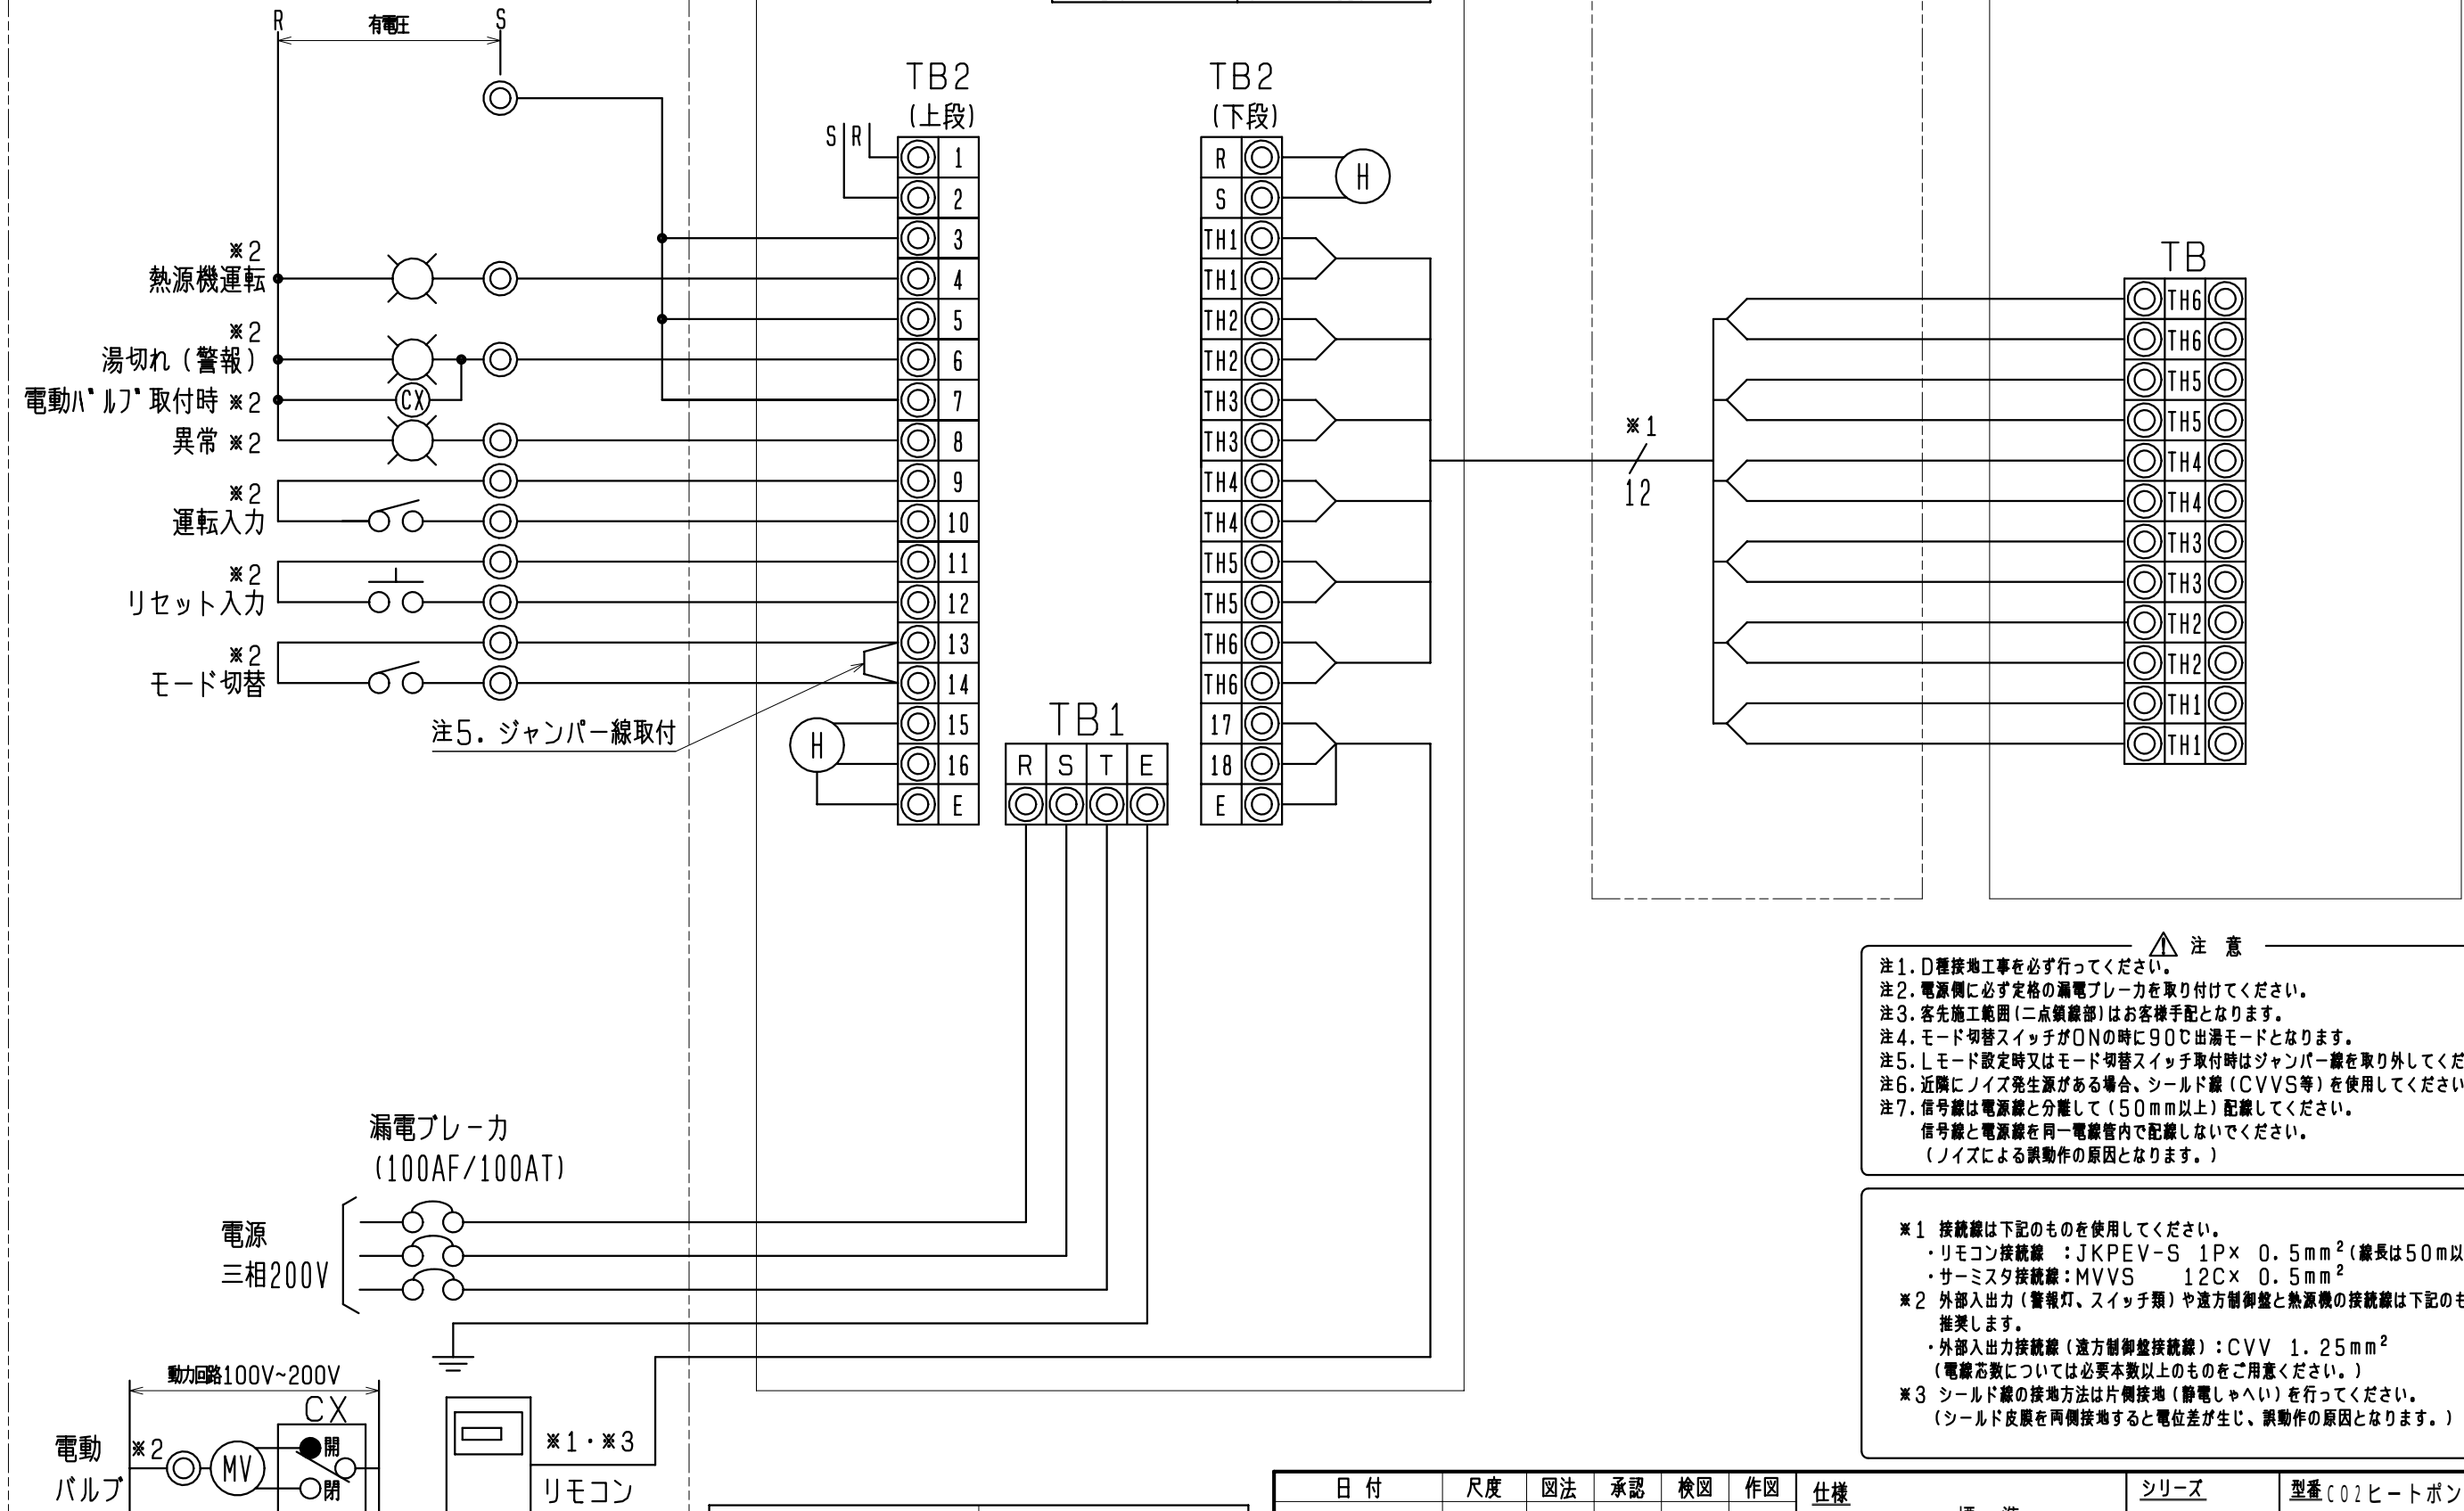 R 有電圧 S
TB2
(上段)
TB2
(下段)
S R
1
2
3
4
5
6
7
8
9
10
11
12
13
14
15
16
E
R
S
TH1
TH1
TH2
TH2
TH3
TH3
TH4
TH4
TH5
TH5
TH6
TH6
17
18
E
H
H
※2
熱源機運転
※2
湯切れ（警報）
電動バルブ取付時 ※2
CX
異常 ※2
※2
運転入力
※2
リセット入力
※2
モード切替
注5. ジャンパー線取付
TB1
R S T E
※1
12
TB
TH6
TH6
TH5
TH5
TH4
TH4
TH3
TH3
TH2
TH2
TH1
TH1
漏電ブレーカ
(100AF/100AT)
電源
三相200V
動力回路100V~200V
CX
電動
バルブ
※2
MV
開
閉
※1・※3
リモコン
⚠ 注 意
注1. D種接地工事を必ず行ってください。
注2. 電源側に必ず定格の漏電ブレーカを取り付けてください。
注3. 客先施工範囲(二点鎖線部)はお客様手配となります。
注4. モード切替スイッチがONの時に90℃出湯モードとなります。
注5. Lモード設定時又はモード切替スイッチ取付時はジャンパー線を取り外してくだ
注6. 近隣にノイズ発生源がある場合、シールド線（CVVS等）を使用してください
注7. 信号線は電源線と分離して（50mm以上）配線してください。
信号線と電源線を同一電線管内で配線しないでください。
（ノイズによる誤動作の原因となります。）
※1 接続線は下記のものを使用してください。
・リモコン接続線 ：JKPEV-S 1P× 0.5mm²(線長は50m以
・サーミスタ接続線：MVVS 12C× 0.5mm²
※2 外部入出力（警報灯、スイッチ類）や遠方制御盤と熱源機の接続線は下記のも
推奨します。
・外部入出力接続線（遠方制御盤接続線）：CVV 1.25mm²
（電線芯数については必要本数以上のものをご用意ください。）
※3 シールド線の接地方法は片側接地（静電しゃへい）を行ってください。
（シールド皮膜を両側接地すると電位差が生じ、誤動作の原因となります。）
日 付 尺度 図法 承認 検図 作図 仕様 シリーズ 型番 CO2ヒートポン